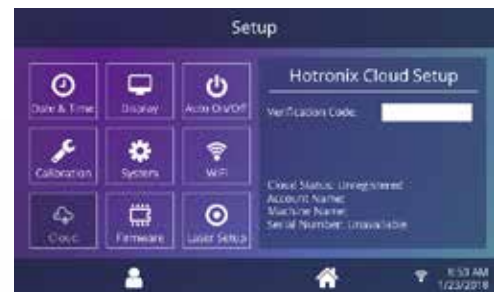 Setup
Date & Time
Display
Auto On/Off
Calibration
System
WiFi
Cloud
Firmware
Laser Setup
Hotronix Cloud Setup
Verification Code:
Cloud Status: Unregistered
Account Name:
Machine Name:
Serial Number: Unavailable
8:53 AM
1/23/2018